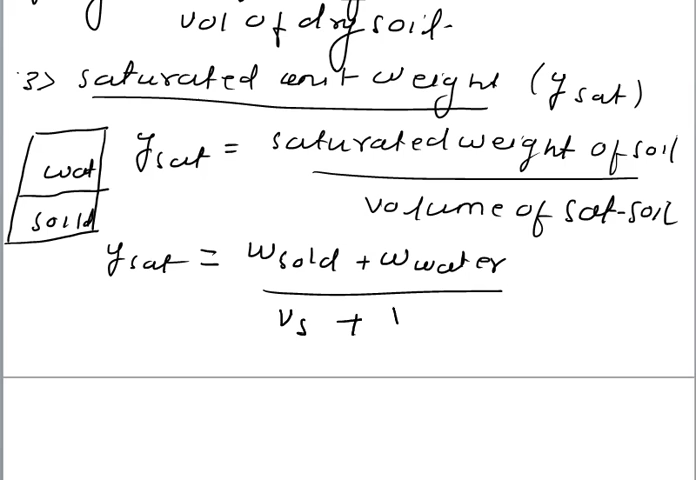 vol of dry soil-
3> saturated unit weight (γsat)
wat γsat = saturated weight of soil
soild volume of sat-soil
γsat = wsold + wwater
vs + 1